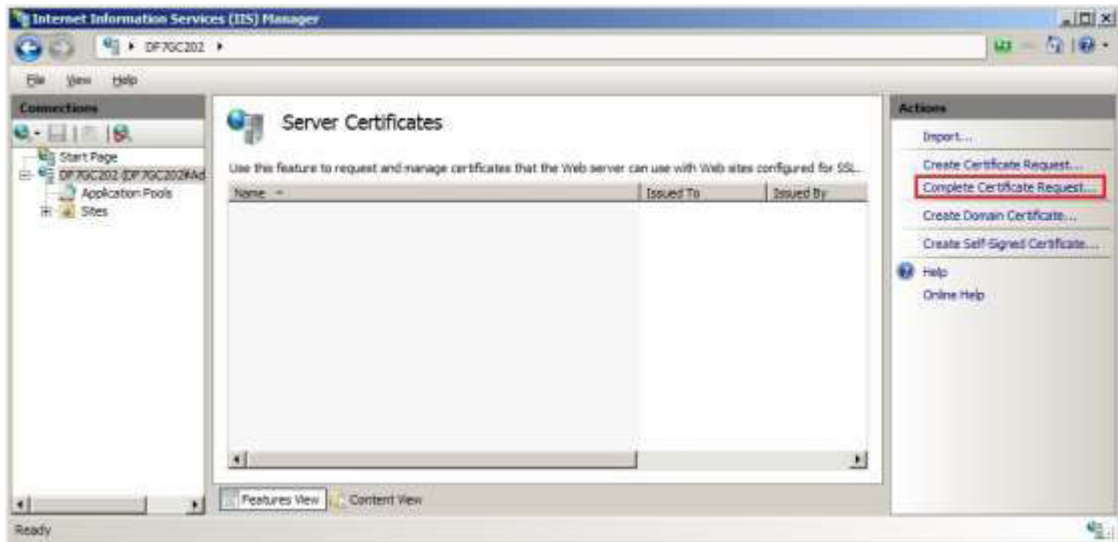 Internet Information Services (IIS) Manager
DF7GC202
File View Help
Connections
Start Page
DF7GC202 (DF7GC202\Ad
Application Pools
Sites
Server Certificates
Use this feature to request and manage certificates that the Web server can use with Web sites configured for SSL.
Name Issued To Issued By
Features View Content View
Actions
Import...
Create Certificate Request...
Complete Certificate Request...
Create Domain Certificate...
Create Self-Signed Certificate...
Help
Online Help
Ready